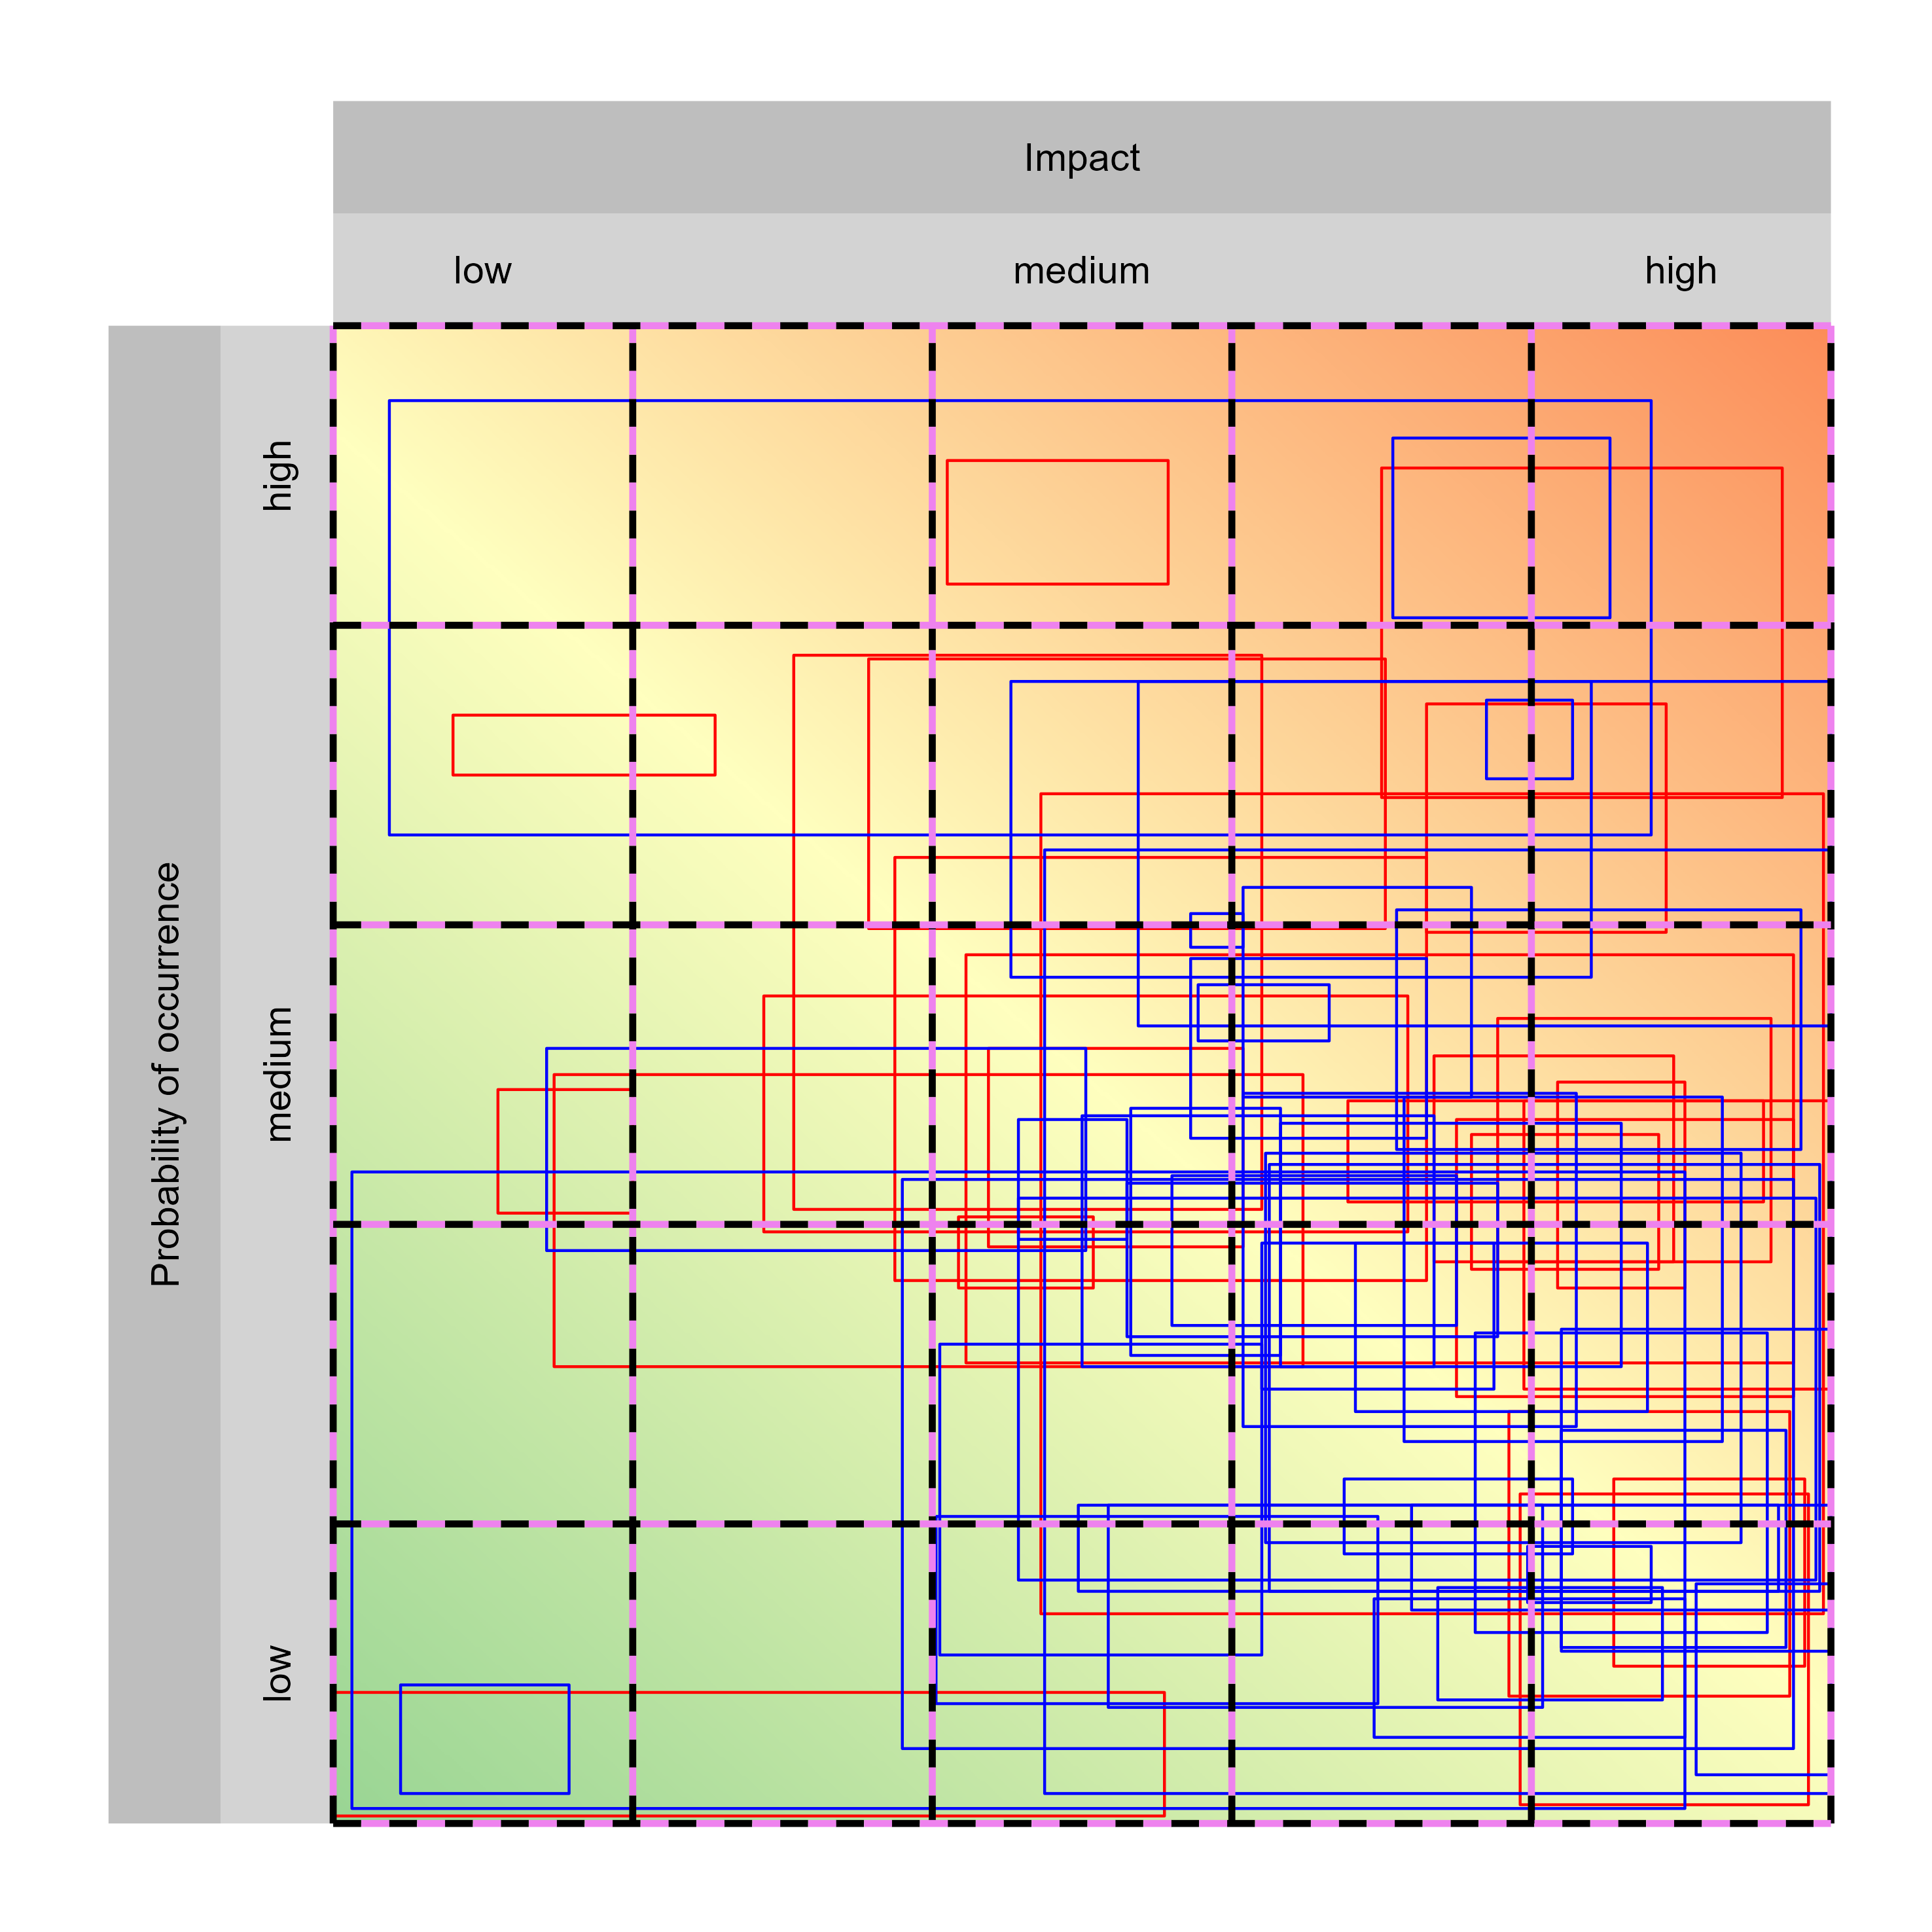 Impact
low
medium
high
Probability of occurrence
high
medium
low